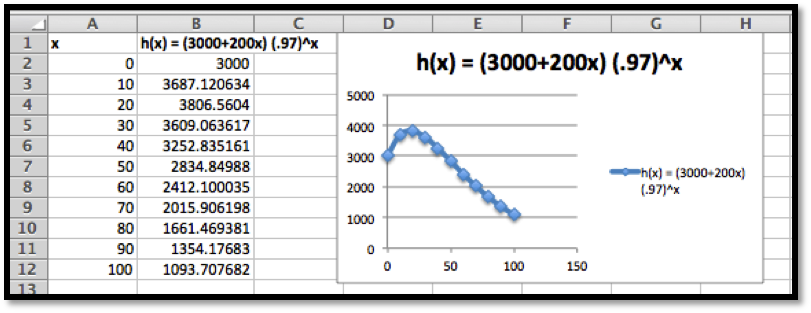 A B C D E F G H
1 x h(x) = (3000+200x) (.97)^x
2 0 3000
3 10 3687.120634
4 20 3806.5604
5 30 3609.063617
6 40 3252.835161
7 50 2834.84988
8 60 2412.100035
9 70 2015.906198
10 80 1661.469381
11 90 1354.17683
12 100 1093.707682
13
h(x) = (3000+200x) (.97)^x
5000
4000
3000
2000
1000
0
0 50 100 150
h(x) = (3000+200x)
(.97)^x